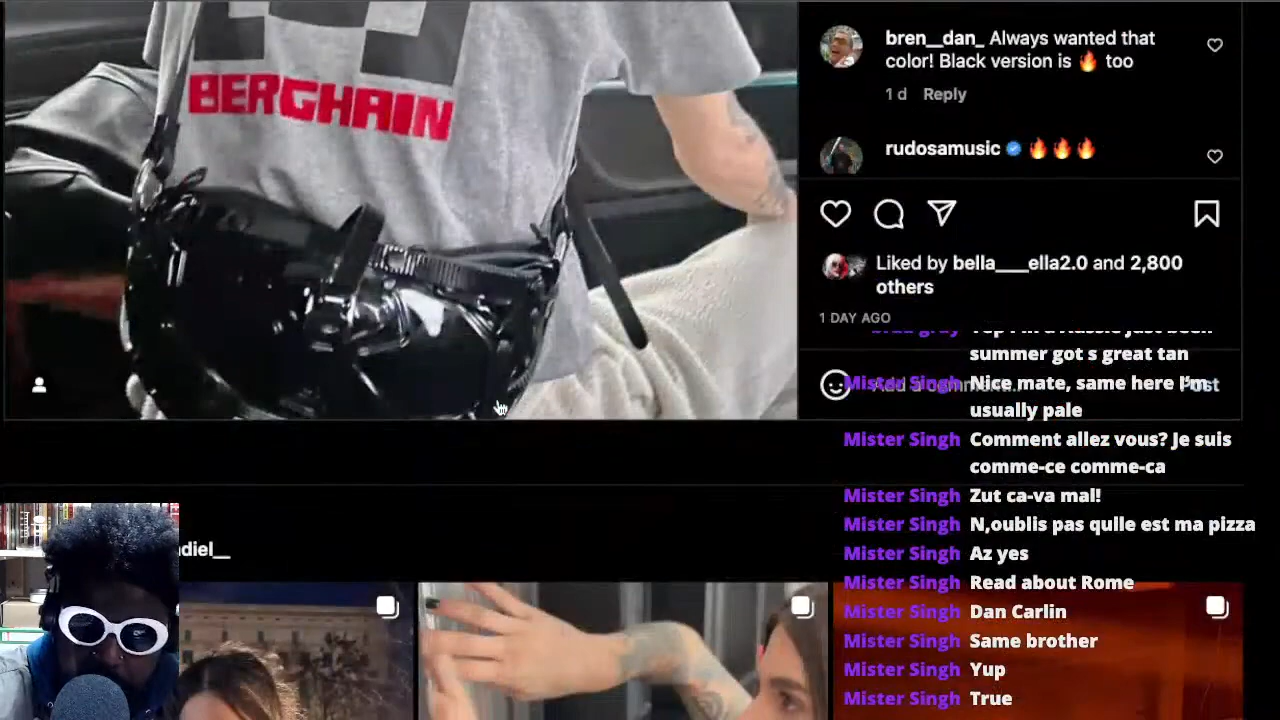 BERGHAIN
bren__dan_ Always wanted that
color! Black version is 🔥 too
1 d Reply
rudosamusic 🔥🔥🔥
Liked by bella___ella2.0 and 2,800
others
1 DAY AGO
Add a comment... Post
diel__
summer got s great tan
Mister Singh Nice mate, same here I'm
usually pale
Mister Singh Comment allez vous? Je suis
comme-ce comme-ca
Mister Singh Zut ca-va mal!
Mister Singh N,oublis pas qulle est ma pizza
Mister Singh Az yes
Mister Singh Read about Rome
Mister Singh Dan Carlin
Mister Singh Same brother
Mister Singh Yup
Mister Singh True